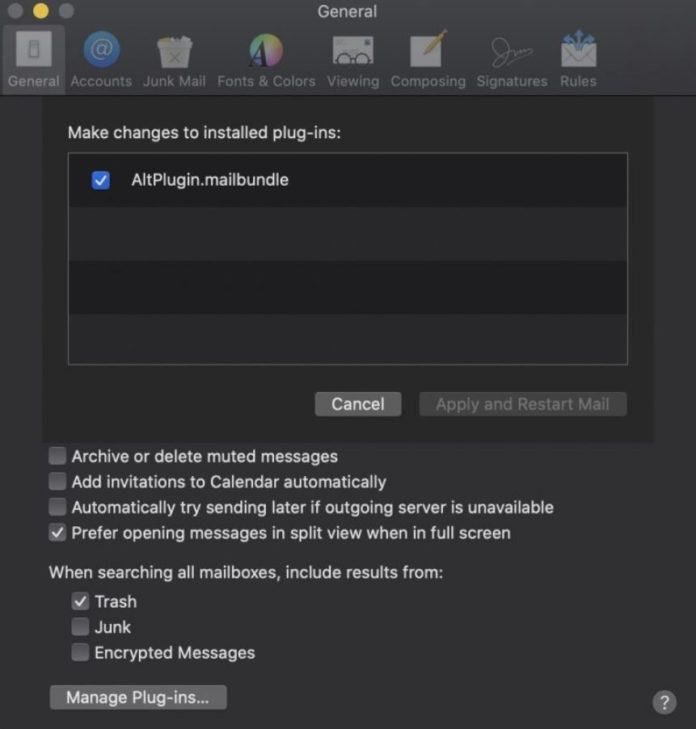 General
General Accounts Junk Mail Fonts & Colors Viewing Composing Signatures Rules
Make changes to installed plug-ins:
AltPlugin.mailbundle
Cancel Apply and Restart Mail
Archive or delete muted messages
Add invitations to Calendar automatically
Automatically try sending later if outgoing server is unavailable
Prefer opening messages in split view when in full screen
When searching all mailboxes, include results from:
Trash
Junk
Encrypted Messages
Manage Plug-ins... ?